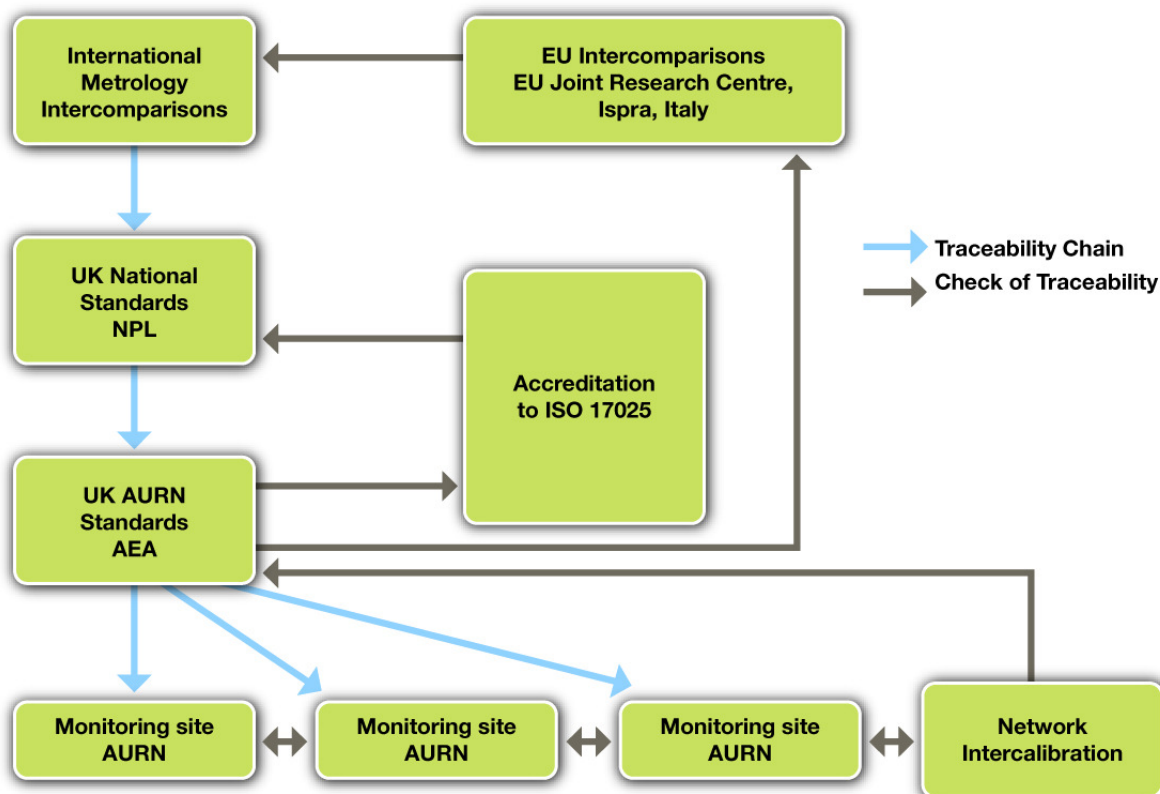 International
Metrology
Intercomparisons
EU Intercomparisons
EU Joint Research Centre,
Ispra, Italy
UK National
Standards
NPL
Traceability Chain
Check of Traceability
Accreditation
to ISO 17025
UK AURN
Standards
AEA
Monitoring site
AURN
Monitoring site
AURN
Monitoring site
AURN
Network
Intercalibration